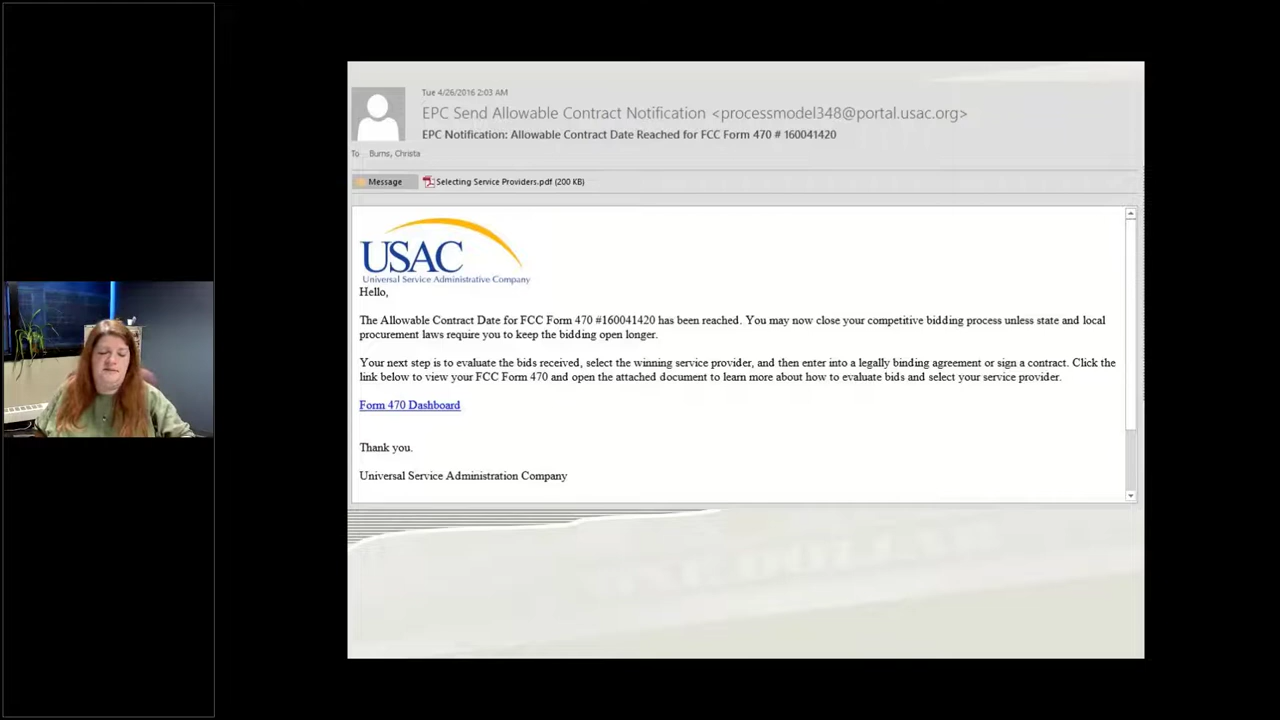 Tue 4/26/2016 2:03 AM
EPC Send Allowable Contract Notification <processmodel348@portal.usac.org>
EPC Notification: Allowable Contract Date Reached for FCC Form 470 # 160041420
To Burns, Christa
Message Selecting Service Providers.pdf (200 KB)
USAC
Universal Service Administrative Company
Hello,
The Allowable Contract Date for FCC Form 470 #160041420 has been reached. You may now close your competitive bidding process unless state and local
procurement laws require you to keep the bidding open longer.
Your next step is to evaluate the bids received, select the winning service provider, and then enter into a legally binding agreement or sign a contract. Click the
link below to view your FCC Form 470 and open the attached document to learn more about how to evaluate bids and select your service provider.
Form 470 Dashboard
Thank you.
Universal Service Administration Company